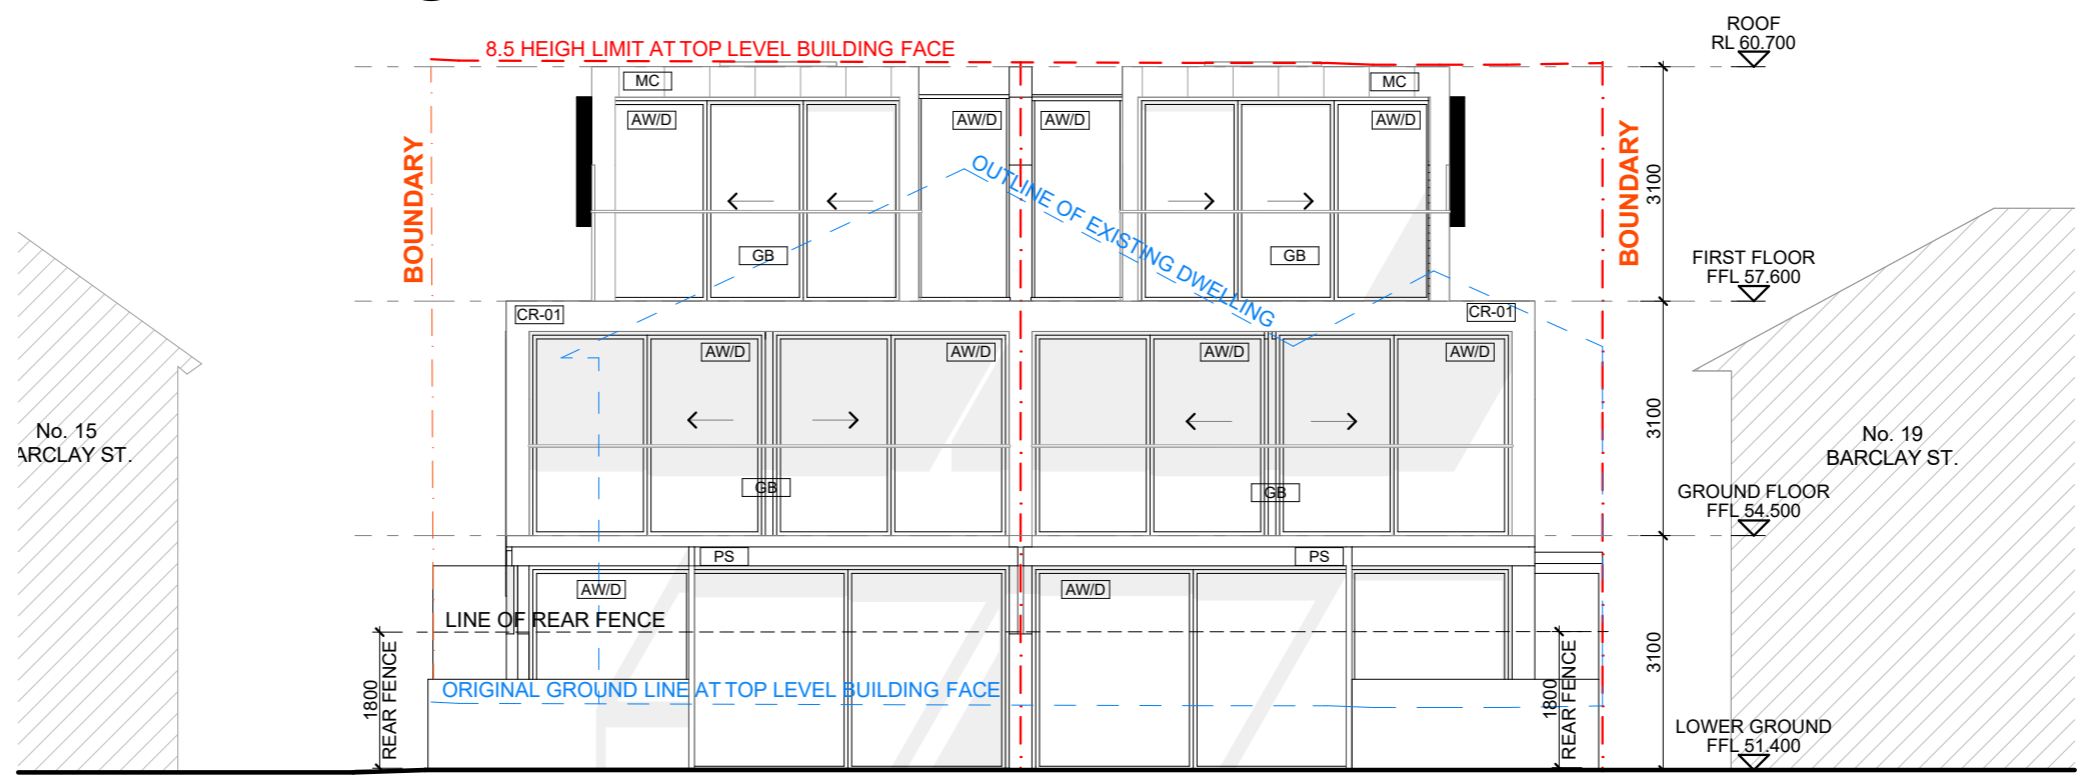 ROOF
RL 60.700
8.5 HEIGH LIMIT AT TOP LEVEL BUILDING FACE
MC
MC
AW/D
AW/D
AW/D
AW/D
BOUNDARY
BOUNDARY
3100
OUTLINE OF EXISTING DWELLING
GB
GB
FIRST FLOOR
FFL 57.600
CR-01
CR-01
AW/D
AW/D
AW/D
AW/D
3100
No. 15
ARCLAY ST.
No. 19
BARCLAY ST.
GB
GB
GROUND FLOOR
FFL 54.500
PS
PS
AW/D
AW/D
LINE OF REAR FENCE
3100
1800
REAR FENCE
1800
REAR FENCE
ORIGINAL GROUND LINE AT TOP LEVEL BUILDING FACE
LOWER GROUND
FFL 51.400